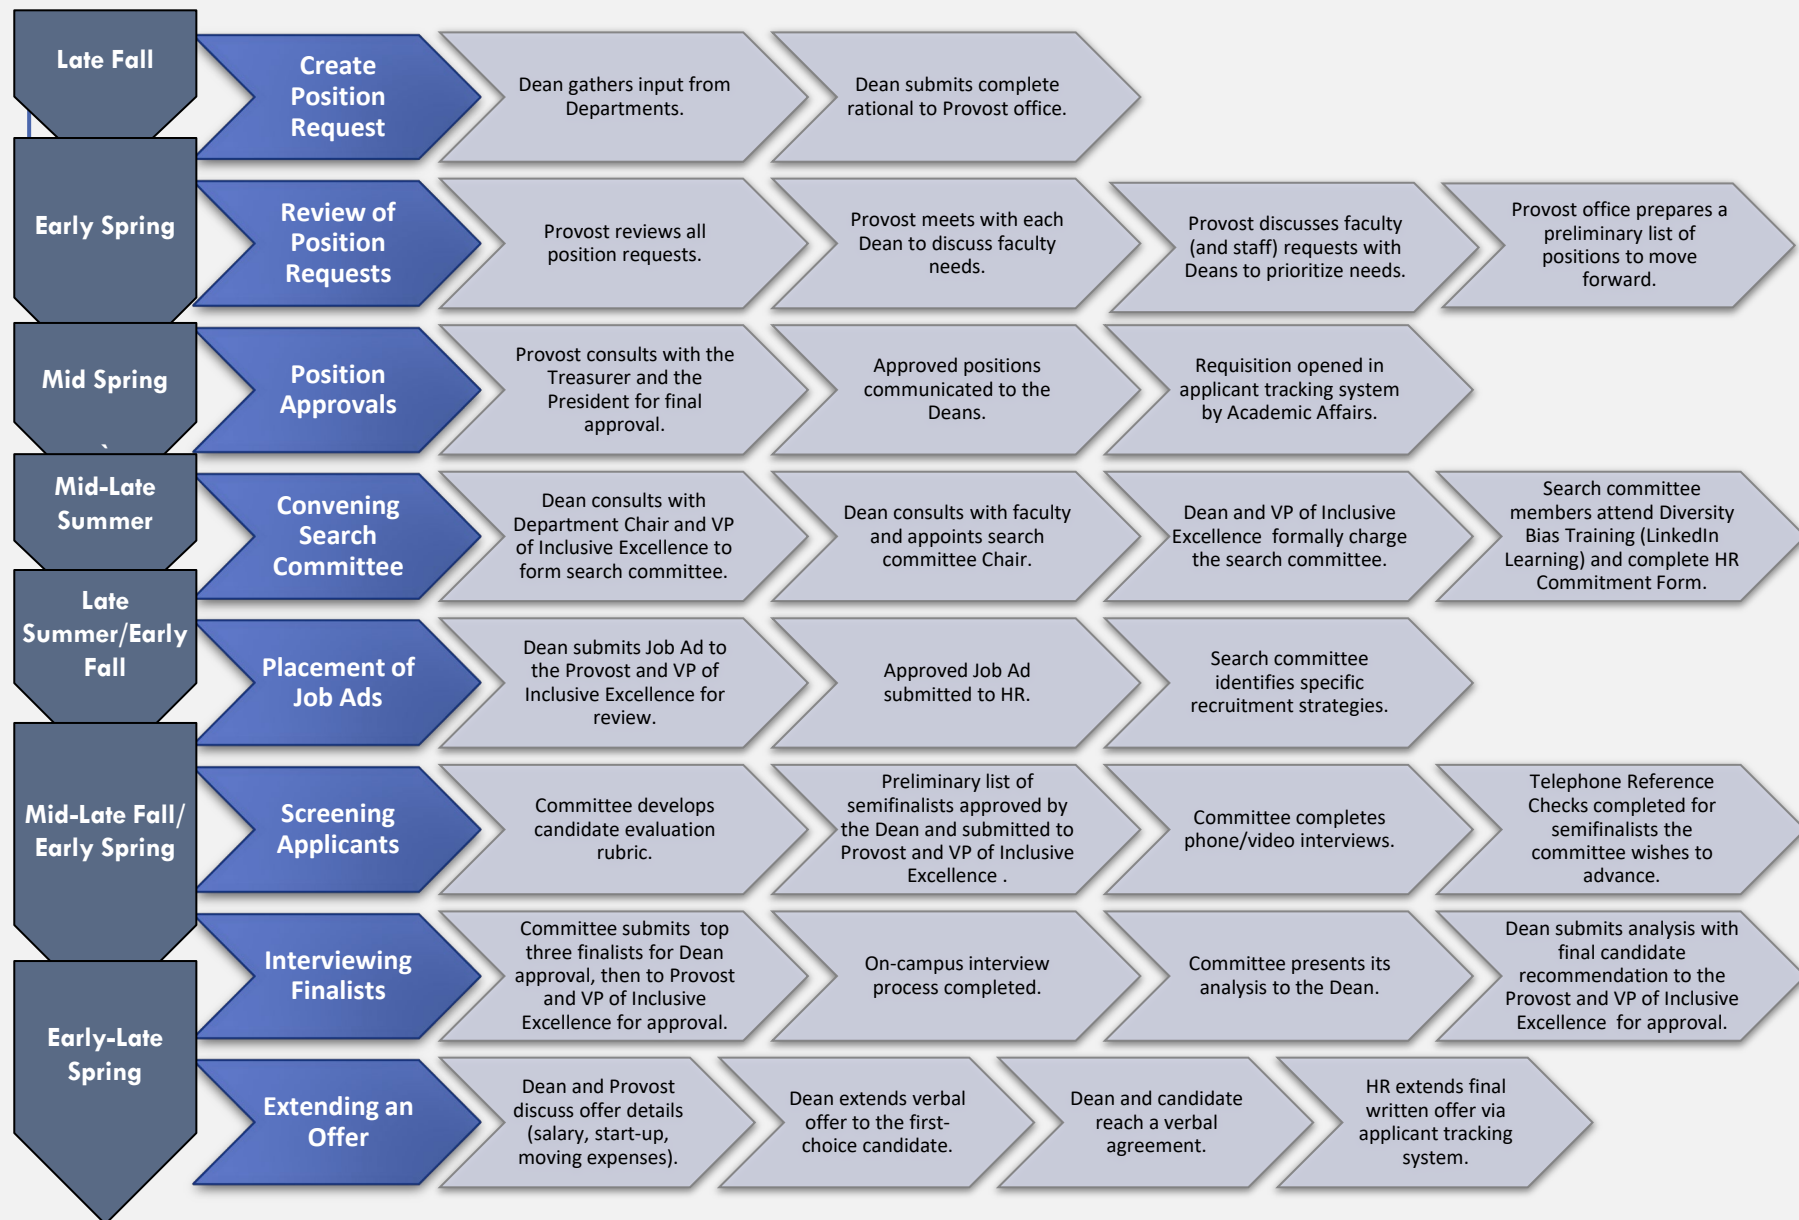 Late Fall
Create
Position
Request
Dean gathers input from
Departments.
Dean submits complete
rational to Provost office.
Early Spring
Review of
Position
Requests
Provost reviews all
position requests.
Provost meets with each
Dean to discuss faculty
needs.
Provost discusses faculty
(and staff) requests with
Deans to prioritize needs.
Provost office prepares a
preliminary list of
positions to move
forward.
Mid Spring
`
Position
Approvals
Provost consults with the
Treasurer and the
President for final
approval.
Approved positions
communicated to the
Deans.
Requisition opened in
applicant tracking system
by Academic Affairs.
Mid-Late
Summer
Convening
Search
Committee
Dean consults with
Department Chair and VP
of Inclusive Excellence to
form search committee.
Dean consults with faculty
and appoints search
committee Chair.
Dean and VP of Inclusive
Excellence  formally charge
the search committee.
Search committee
members attend Diversity
Bias Training (LinkedIn
Learning) and complete HR
Commitment Form.
Late
Summer/Early
Fall
Placement of
Job Ads
Dean submits Job Ad to
the Provost and VP of
Inclusive Excellence for
review.
Approved Job Ad
submitted to HR.
Search committee
identifies specific
recruitment strategies.
Mid-Late Fall/
Early Spring
Screening
Applicants
Committee develops
candidate evaluation
rubric.
Preliminary list of
semifinalists approved by
the Dean and submitted to
Provost and VP of Inclusive
Excellence .
Committee completes
phone/video interviews.
Telephone Reference
Checks completed for
semifinalists the
committee wishes to
advance.
Interviewing
Finalists
Committee submits  top
three finalists for Dean
approval, then to Provost
and VP of Inclusive
Excellence for approval.
On-campus interview
process completed.
Committee presents its
analysis to the Dean.
Dean submits analysis with
final candidate
recommendation to the
Provost and VP of Inclusive
Excellence  for approval.
Early-Late
Spring
Extending an
Offer
Dean and Provost
discuss offer details
(salary, start-up,
moving expenses).
Dean extends verbal
offer to the first-
choice candidate.
Dean and candidate
reach a verbal
agreement.
HR extends final
written offer via
applicant tracking
system.